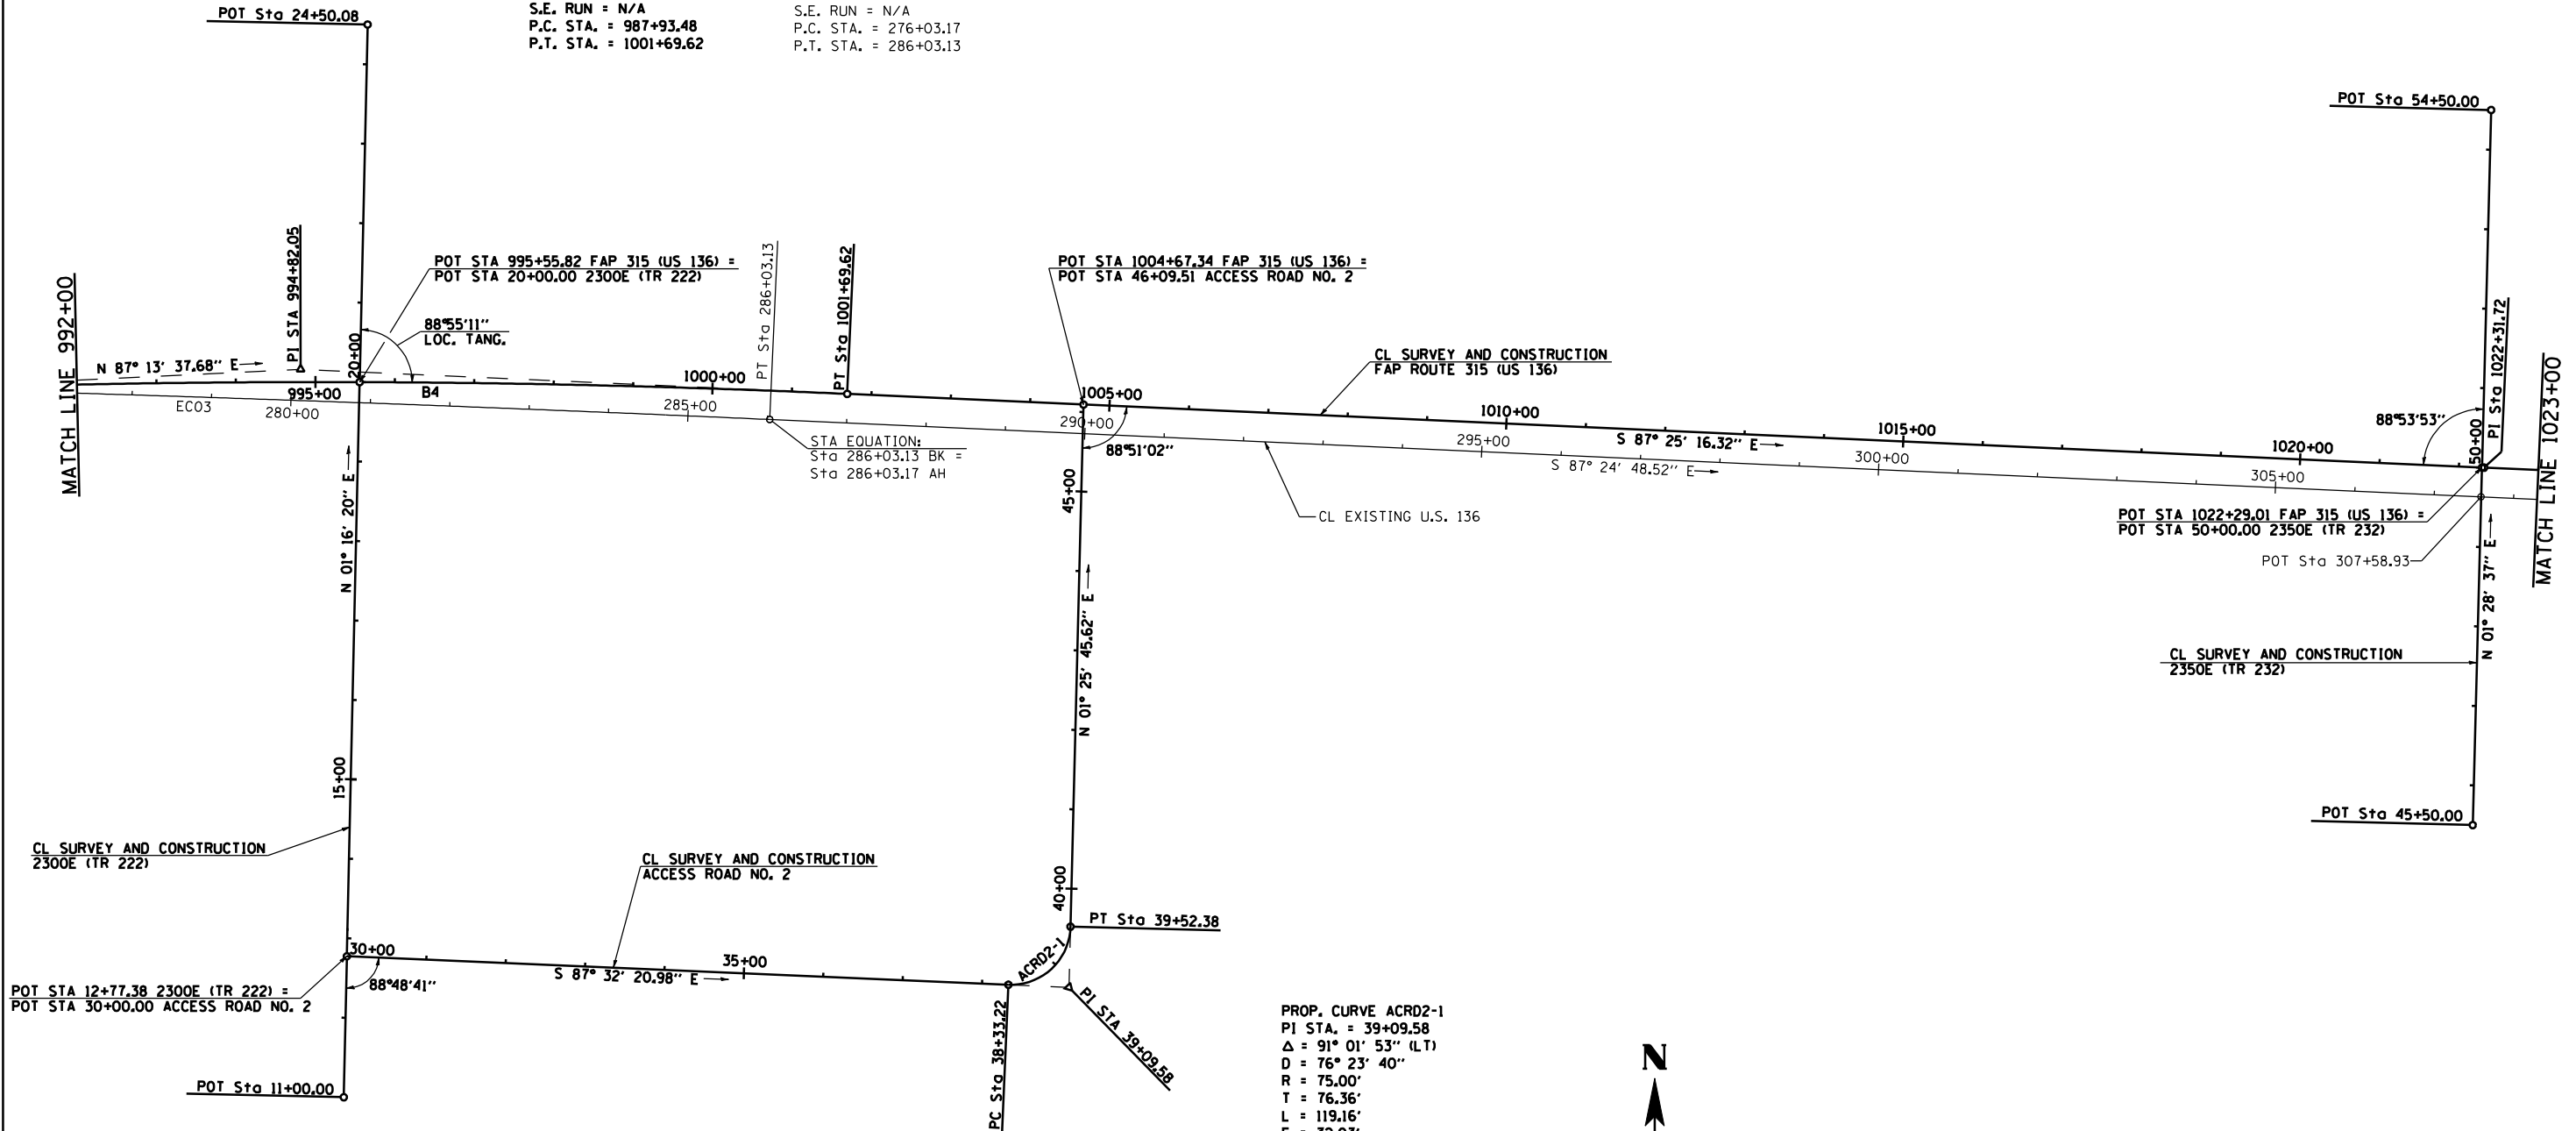 POT Sta 24+50.08
S.E. RUN = N/A
P.C. STA. = 987+93.48
P.T. STA. = 1001+69.62
S.E. RUN = N/A
P.C. STA. = 276+03.17
P.T. STA. = 286+03.13
POT Sta 54+50.00
MATCH LINE 992+00
N 87° 13' 37.68" E
PI STA 994+82.05
20+00
POT STA 995+55.82 FAP 315 (US 136) =
POT STA 20+00.00 2300E (TR 222)
88°55'11"
LOC. TANG.
995+00
B4
EC03
280+00
285+00
1000+00
PT Sta 286+03.13
PT Sta 1001+69.62
STA EQUATION:
Sta 286+03.13 BK =
Sta 286+03.17 AH
POT STA 1004+67.34 FAP 315 (US 136) =
POT STA 46+09.51 ACCESS ROAD NO. 2
1005+00
290+00
88°51'02"
45+00
CL SURVEY AND CONSTRUCTION
FAP ROUTE 315 (US 136)
1010+00
295+00
S 87° 25' 16.32" E
S 87° 24' 48.52" E
CL EXISTING U.S. 136
1015+00
300+00
1020+00
305+00
88°53'53"
50+00
PI Sta 1022+31.72
MATCH LINE 1023+00
POT STA 1022+29.01 FAP 315 (US 136) =
POT STA 50+00.00 2350E (TR 232)
POT Sta 307+58.93
N 01° 28' 37" E
CL SURVEY AND CONSTRUCTION
2350E (TR 232)
POT Sta 45+50.00
N 01° 16' 20" E
N 01° 25' 45.62" E
15+00
CL SURVEY AND CONSTRUCTION
2300E (TR 222)
CL SURVEY AND CONSTRUCTION
ACCESS ROAD NO. 2
40+00
PT Sta 39+52.38
ACRD2-1
30+00
35+00
S 87° 32' 20.98" E
88°48'41"
POT STA 12+77.38 2300E (TR 222) =
POT STA 30+00.00 ACCESS ROAD NO. 2
PC Sta 38+33.22
PI STA 39+09.58
POT Sta 11+00.00
PROP. CURVE ACRD2-1
PI STA. = 39+09.58
Δ = 91° 01' 53" (LT)
D = 76° 23' 40"
R = 75.00'
T = 76.36'
L = 119.16'
N